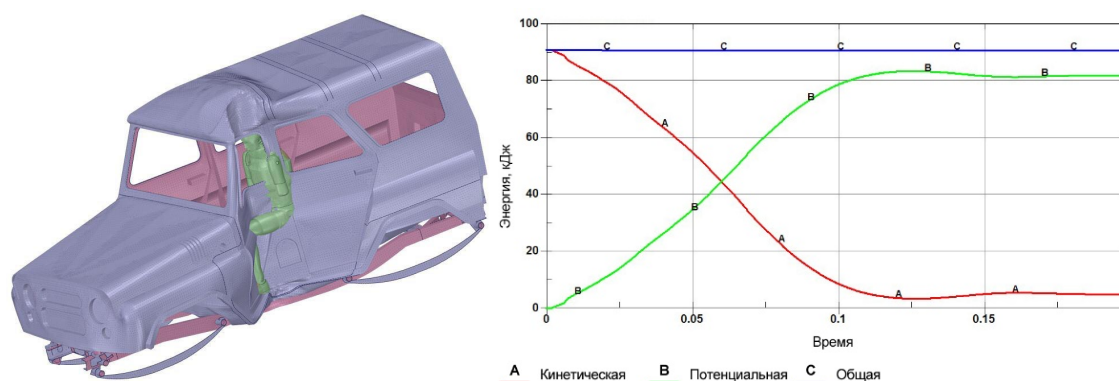 100
C C C C C
80
B B
60
A
40
B
20
A
B
A A
0
0 0.05 0.1 0.15
Энергия, кДж
Время
A Кинетическая B Потенциальная C Общая